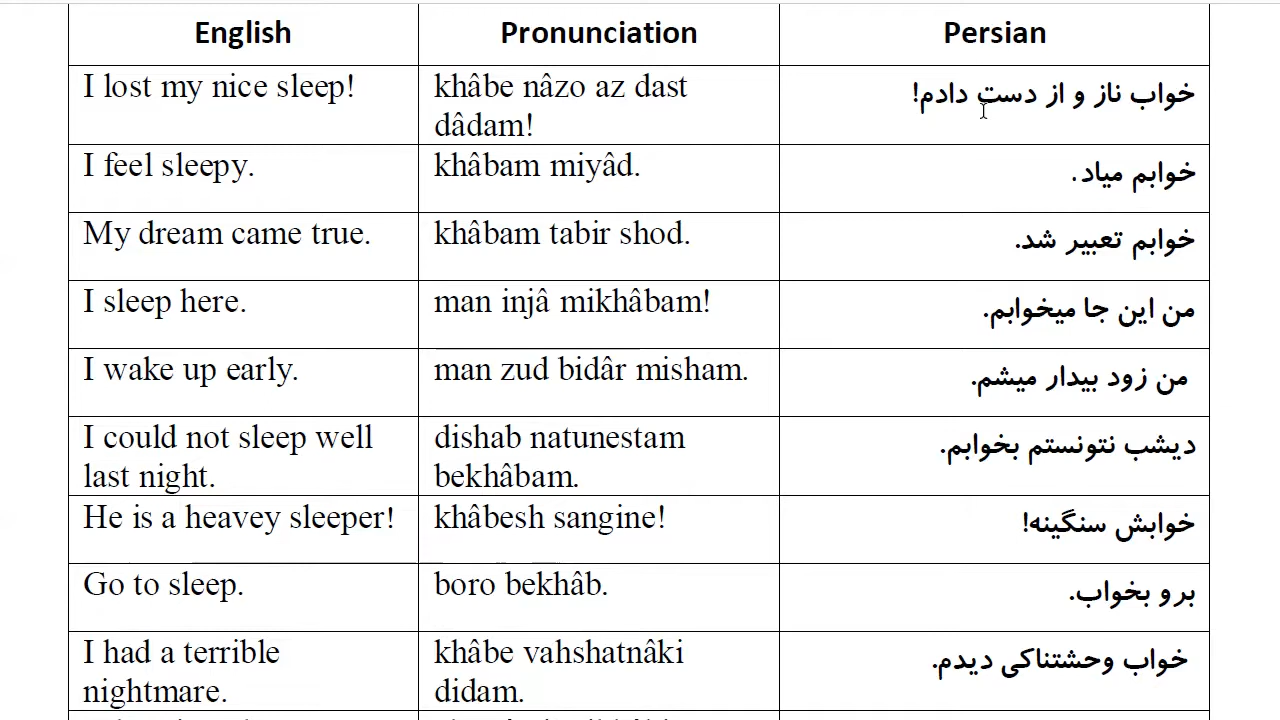 English Pronunciation Persian
I lost my nice sleep! khâbe nâzo az dast خواب ناز و از دست دادم!
dâdam!
I feel sleepy. khâbam miyâd. خوابم میاد.
My dream came true. khâbam tabir shod. خوابم تعبیر شد.
I sleep here. man injâ mikhâbam! من این جا میخوابم.
I wake up early. man zud bidâr misham. من زود بیدار میشم.
I could not sleep well dishab natunestam دیشب نتونستم بخوابم.
last night. bekhâbam.
He is a heavey sleeper! khâbesh sangine! خوابش سنگینه!
Go to sleep. boro bekhâb. برو بخواب.
I had a terrible khâbe vahshatnâki خواب وحشتناکی دیدم.
nightmare. didam.